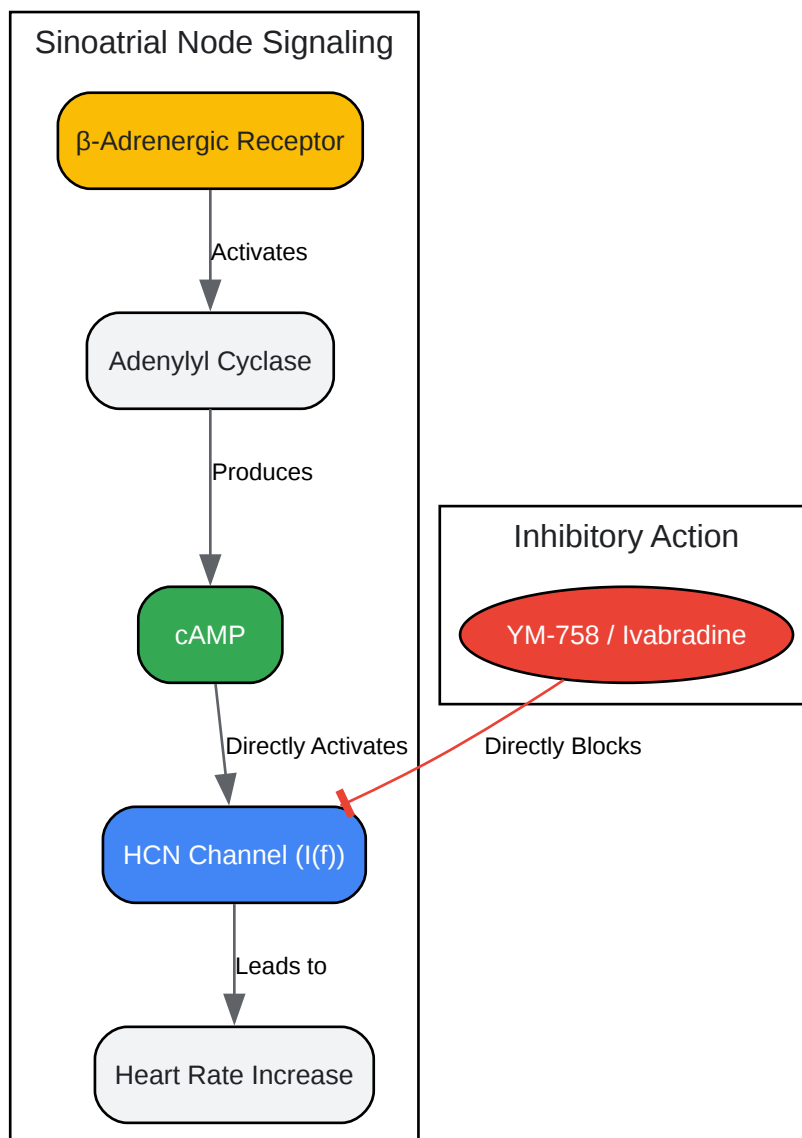 Sinoatrial Node Signaling
β-Adrenergic Receptor
Activates
Adenylyl Cyclase
Produces
Inhibitory Action
cAMP
YM-758 / Ivabradine
Directly Activates
Directly Blocks
HCN Channel (I(f))
Leads to
Heart Rate Increase